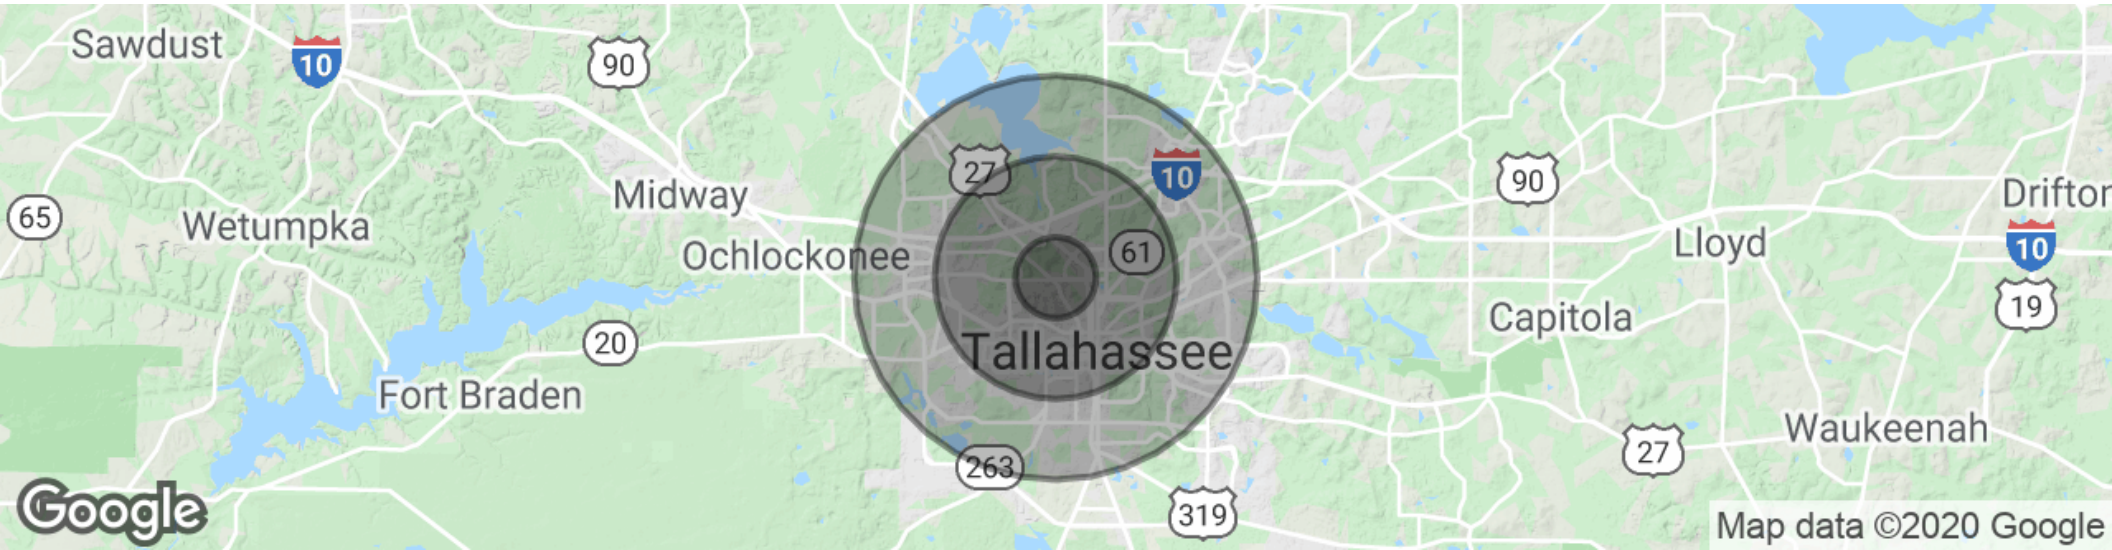 Sawdust
10
90
27
10
90
65
Wetumpka
Midway
Ochlockonee
61
Lloyd
Drifton
10
19
20
Tallahassee
Capitola
Fort Braden
263
27
Waukeenah
319
Google
Map data ©2020 Google